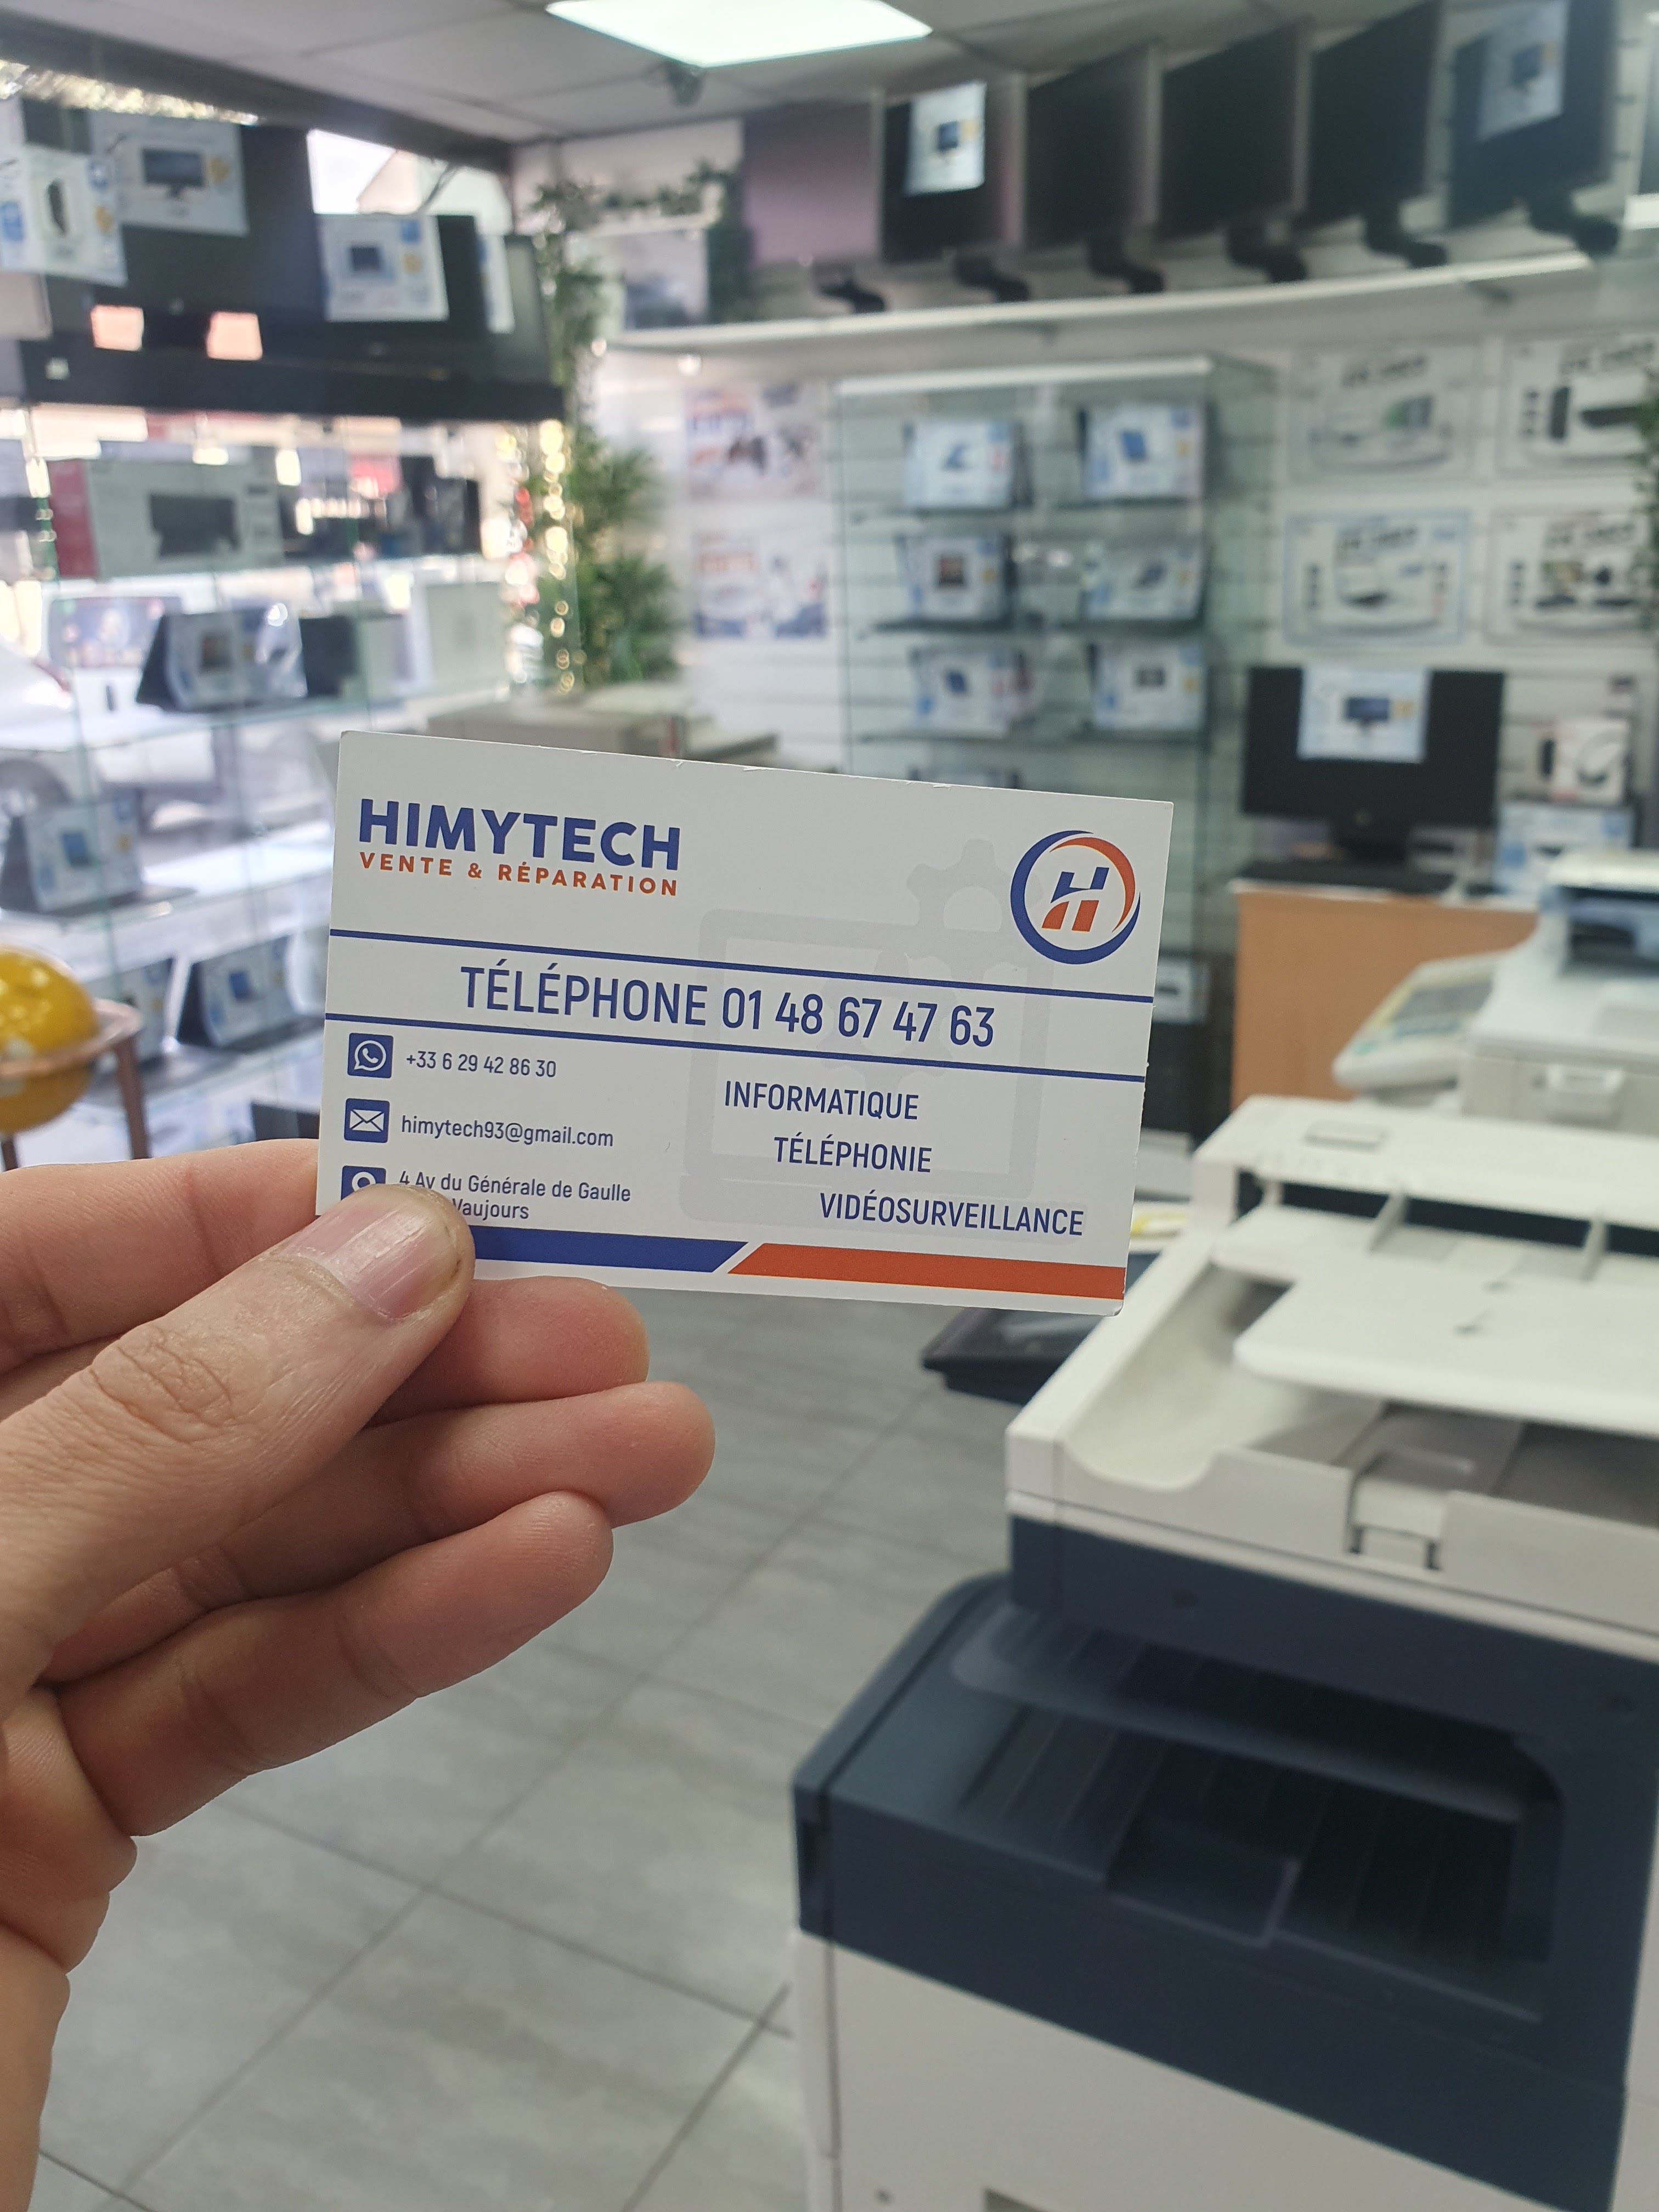 HIMYTECH
VENTE & RÉPARATION
H
TÉLÉPHONE 01 48 67 47 63
+33 6 29 42 86 30
himytech93@gmail.com
4 Av du Générale de Gaulle
Vaujours
INFORMATIQUE
TÉLÉPHONIE
VIDÉOSURVEILLANCE